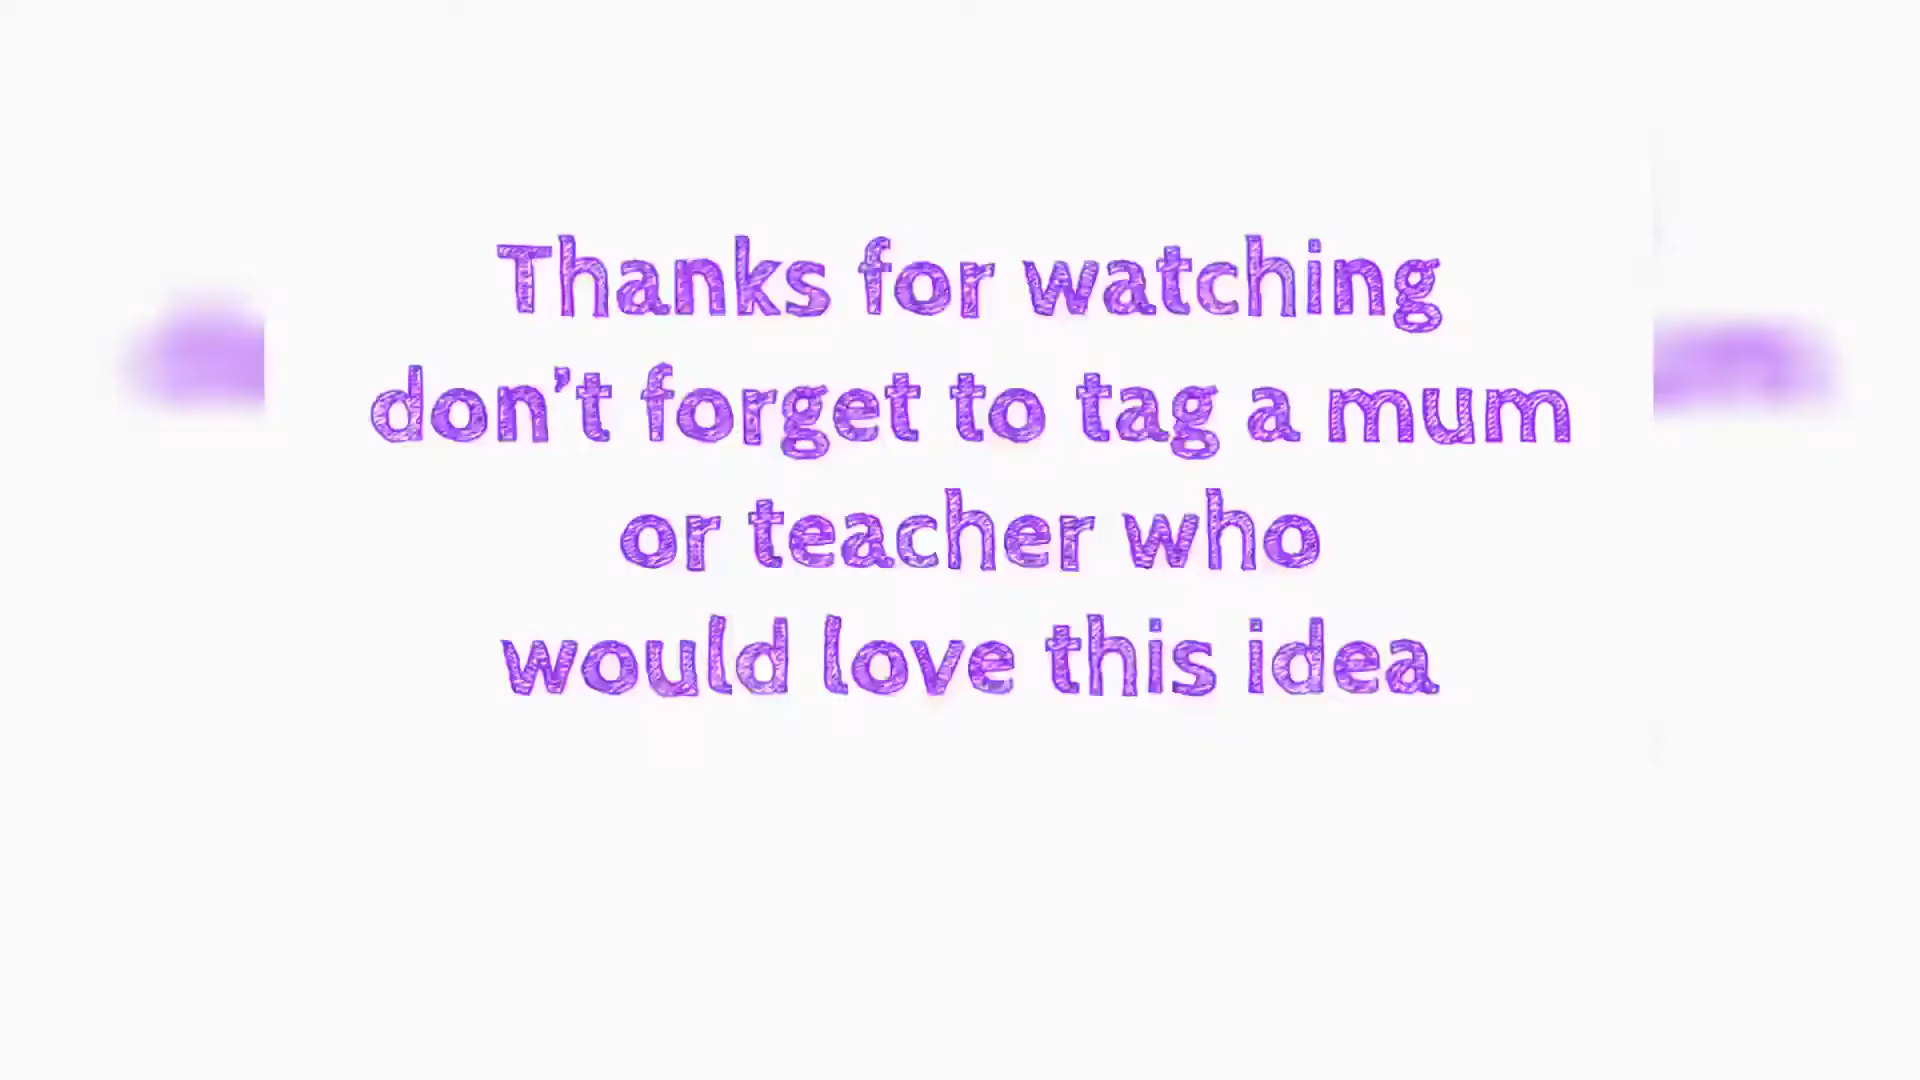 Thanks for watching
don't forget to tag a mum
or teacher who
would love this idea